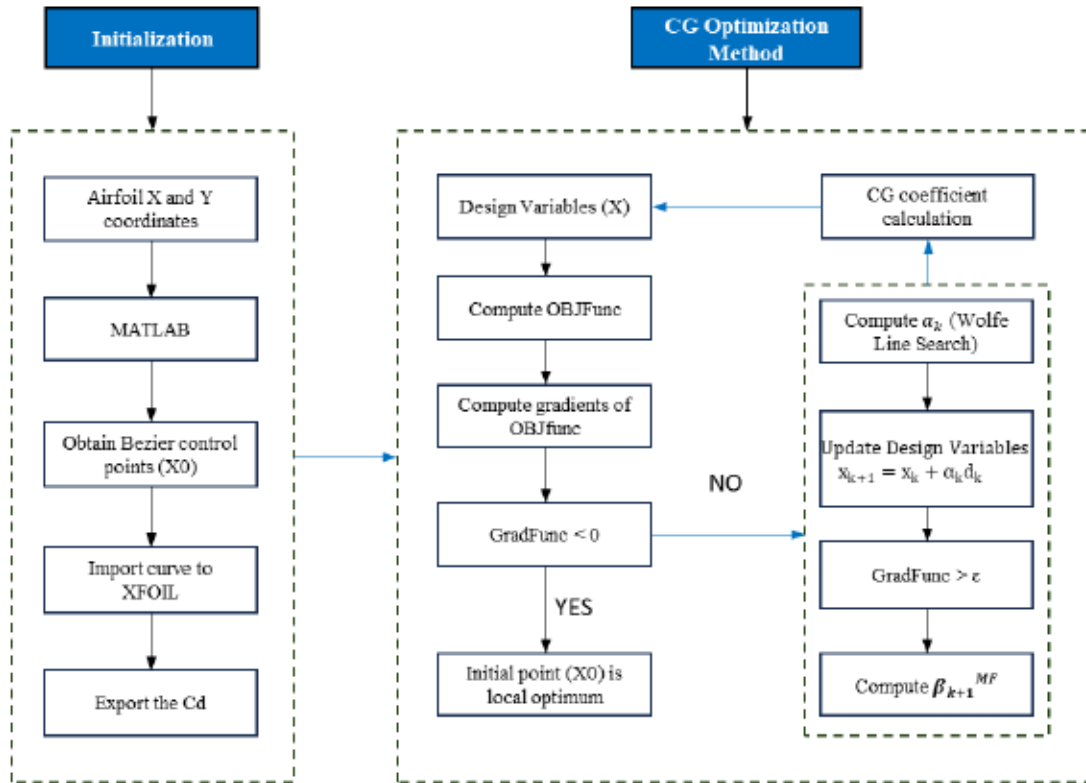 Initialization
Airfoil X and Y
coordinates
MATLAB
Obtain Bezier control
points (X0)
Import curve to
XFOIL
Export the Cd
CG Optimization
Method
Design Variables (X)
Compute OBJFunc
Compute gradients of
OBJfunc
GradFunc < 0
YES
Initial point (X0) is
local optimum
NO
CG coefficient
calculation
Compute αₖ (Wolfe
Line Search)
Update Design Variables
xₖ₊₁ = xₖ + αₖdₖ
GradFunc > ε
Compute βₖ₊₁ᴹᶠ